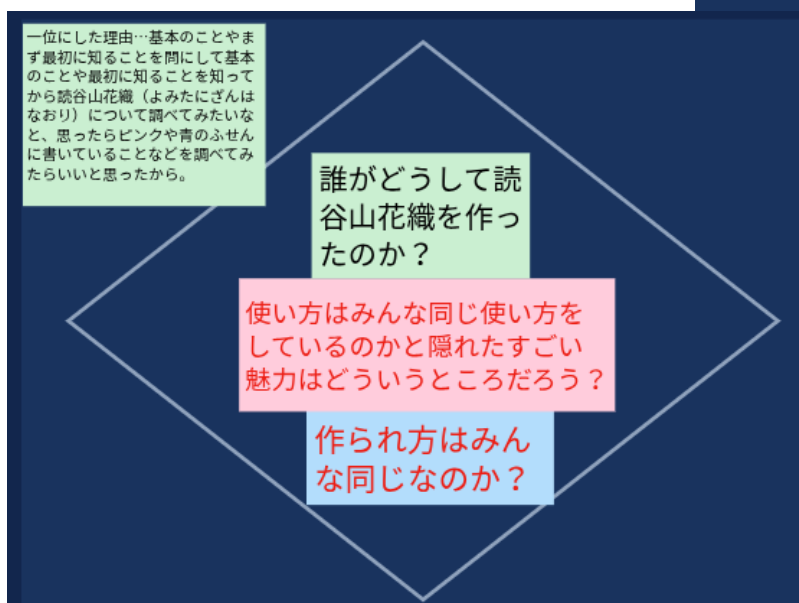 一位にした理由…基本のことやま
ず最初に知ることを問にして基本
のことや最初に知ることを知って
から読谷山花織（よみたにざんは
なおり）について調べてみたいな
と、思ったらピンクや青のふせん
に書いていることなどを調べてみ
たらいいと思ったから。
誰がどうして読
谷山花織を作っ
たのか？
使い方はみんな同じ使い方を
しているのかと隠れたすごい
魅力はどういうところだろう？
作られ方はみん
な同じなのか？